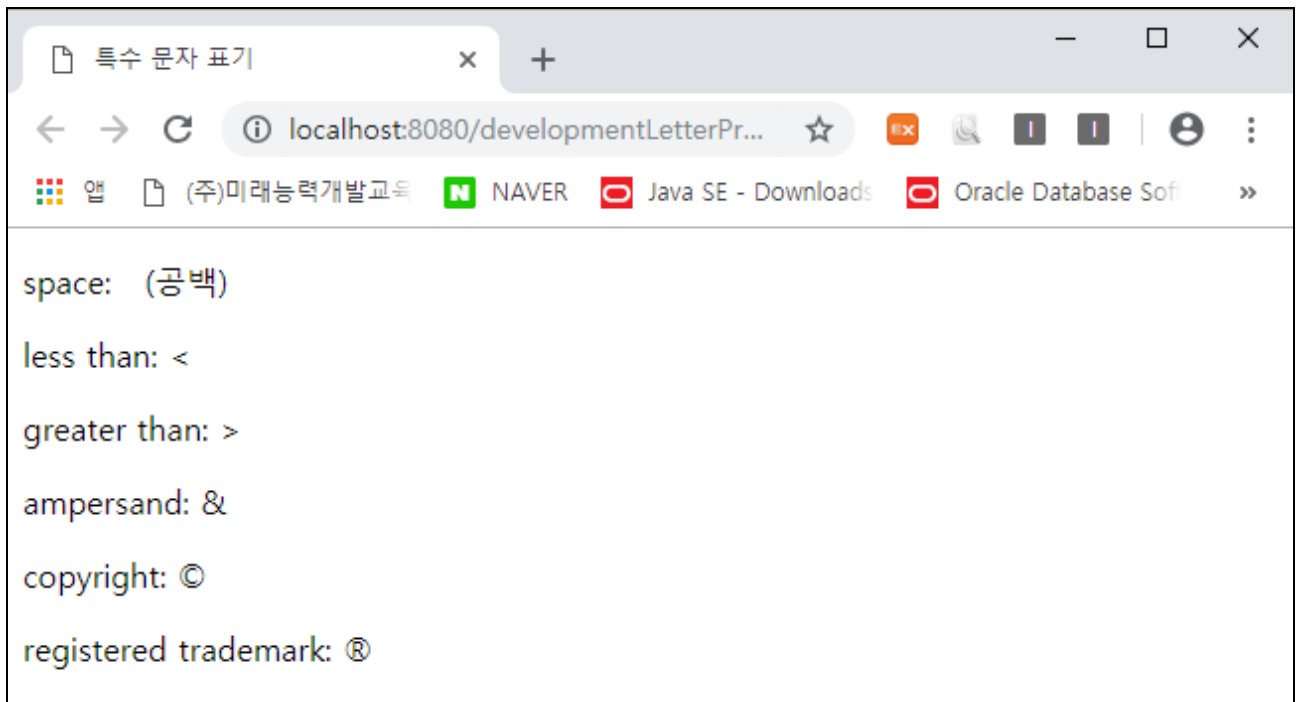 특수 문자 표기
localhost:8080/developmentLetterPr...
앱 (주)미래능력개발교육 NAVER Java SE - Downloads Oracle Database Sof
space: (공백)
less than: <
greater than: >
ampersand: &
copyright: ©
registered trademark: ®